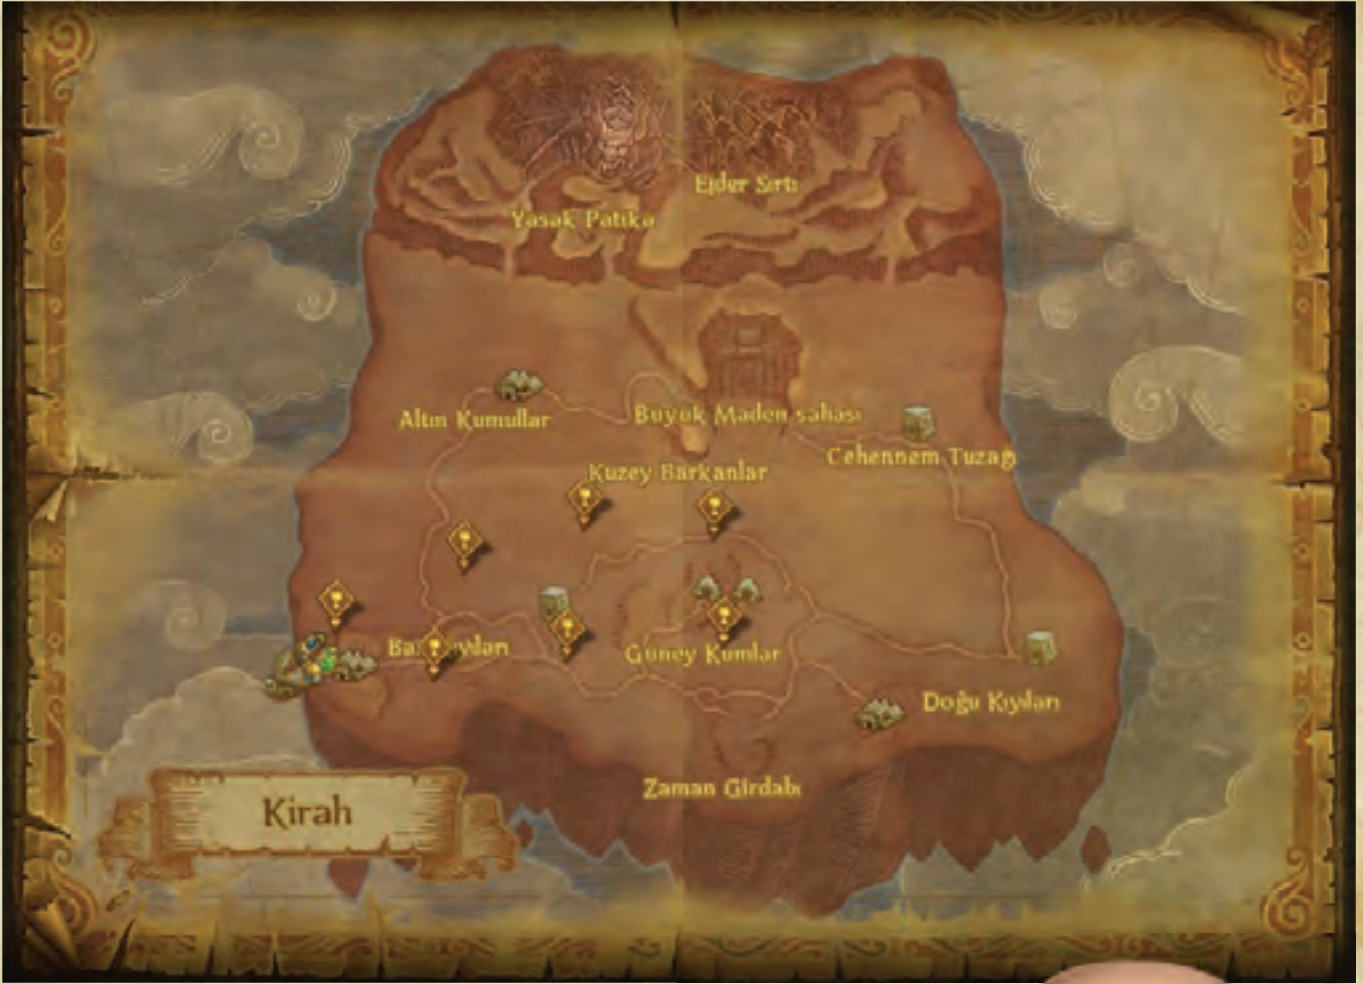 Ejder Sırtı
Yasak Patika
Altın Kumullar
Büyük Maden sahası
Cehennem Tuzağı
Kuzey Barkanlar
Güney Kumlar
Doğu Kıyıları
Zaman Girdabı
Kirah